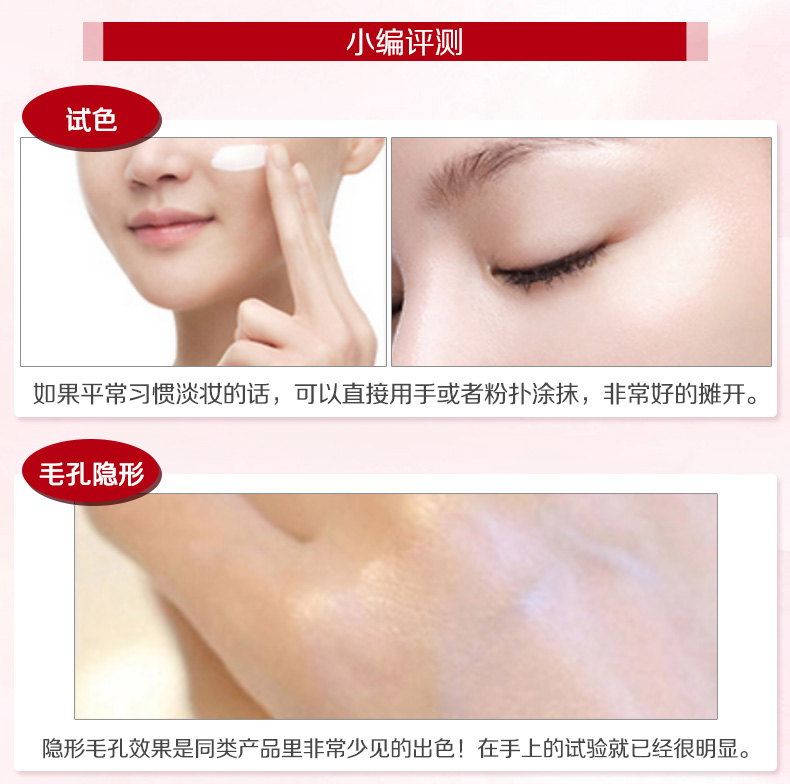 小编评测
试色
如果平常习惯淡妆的话，可以直接用手或者粉扑涂抹，非常好的摊开。
毛孔隐形
隐形毛孔效果是同类产品里非常少见的出色！在手上的试验就已经很明显。